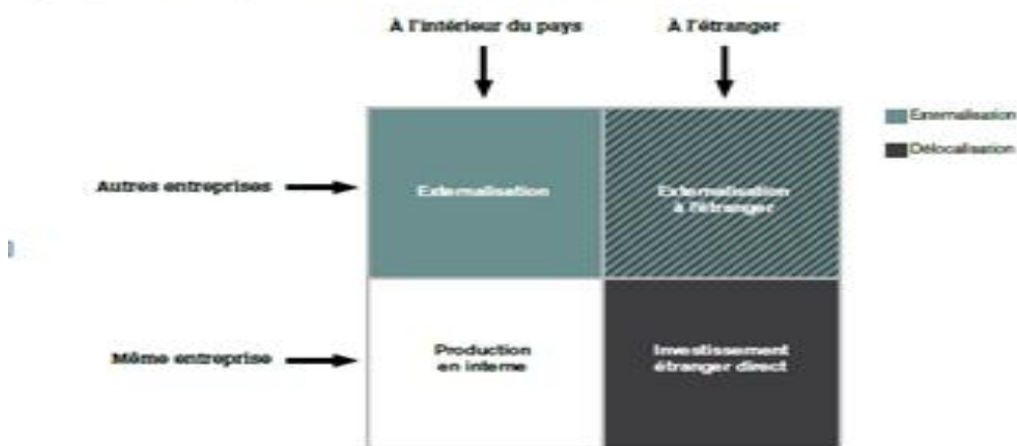 À l'intérieur du pays
À l'étranger
Externalisation
Délocalisation
Autres entreprises
Externalisation
Externalisation
à l'étranger
Même entreprise
Production
en interne
Investissement
étranger direct